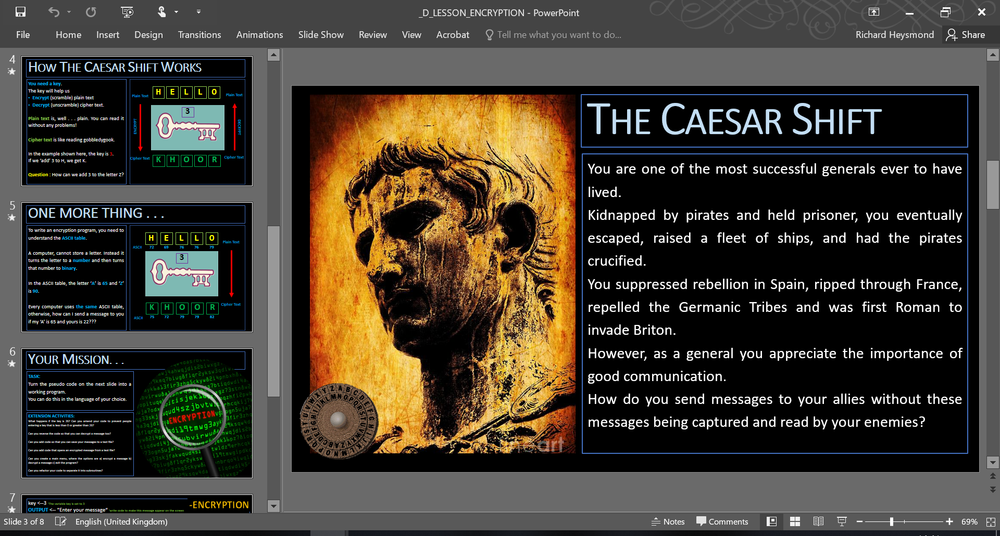 _D_LESSON_ENCRYPTION - PowerPoint
File Home Insert Design Transitions Animations Slide Show Review View Acrobat Tell me what you want to do... Richard Heysmond Share
4
How The Caesar Shift Works
You need a key.
The key will help us
• Encrypt (scramble) plain text
• Decrypt (unscramble) cipher text.
Plain text is, well . . . plain. You can read it
without any problems!
Cipher text is like reading gobbledygook.
In the example shown here, the key is 3.
If we ‘add’ 3 to H, we get K.
Question : How can we add 3 to the letter Z?
Plain Text H E L L O Plain Text
3
ENCRYPT DECRYPT
Cipher Text K H O O R Cipher Text
5
ONE MORE THING . . .
To write an encryption program, you need to
understand the ASCII table.
A computer, cannot store a letter. Instead it
turns the letter to a number and then turns
that number to binary.
In the ASCII table, the letter ‘A’ is 65 and ‘Z’
is 90.
Every computer uses the same ASCII table,
otherwise, how can I send a message to you
if my ‘A’ is 65 and yours is 22???
H E L L O Plain Text
ASCII 72 69 76 76 79
3
K H O O R Cipher Text
ASCII 75 72 79 79 82
6
Your Mission. . .
TASK:
Turn the pseudo code on the next slide into a
working program.
You can do this in the language of your choice.
EXTENSION ACTIVITIES:
What happens if the key is 26? Can you amend your code to prevent people
entering a key that is less than 0 or greater than 26?
Can you reverse the code so that you can decrypt a message too?
Can you add code so that you can save your messages to a text file?
Can you add code that opens an encrypted message from a text file?
Can you create a main menu, where the options are a) encrypt a message b)
decrypt a message c) exit the program?
Can you refactor your code to separate it into subroutines?
ENCRYPTION
7
key <--3 'The variable key is set to 3
-ENCRYPTION
OUTPUT <-- "Enter your message" 'write code to make this message appear on the screen
The Caesar Shift
You are one of the most successful generals ever to have
lived.
Kidnapped by pirates and held prisoner, you eventually
escaped, raised a fleet of ships, and had the pirates
crucified.
You suppressed rebellion in Spain, ripped through France,
repelled the Germanic Tribes and was first Roman to
invade Briton.
However, as a general you appreciate the importance of
good communication.
How do you send messages to your allies without these
messages being captured and read by your enemies?
Slide 3 of 8 English (United Kingdom) Notes Comments 69%